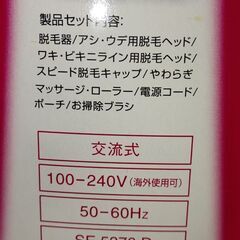 製品セット内容:
脱毛器/アシ・ウデ用脱毛ヘッド/
ワキ・ビキニライン用脱毛ヘッド/
スピード脱毛キャップ/やわらぎ
マッサージ・ローラー/電源コード/
ポーチ/お掃除ブラシ
交流式
100-240V(海外使用可)
50-60Hz